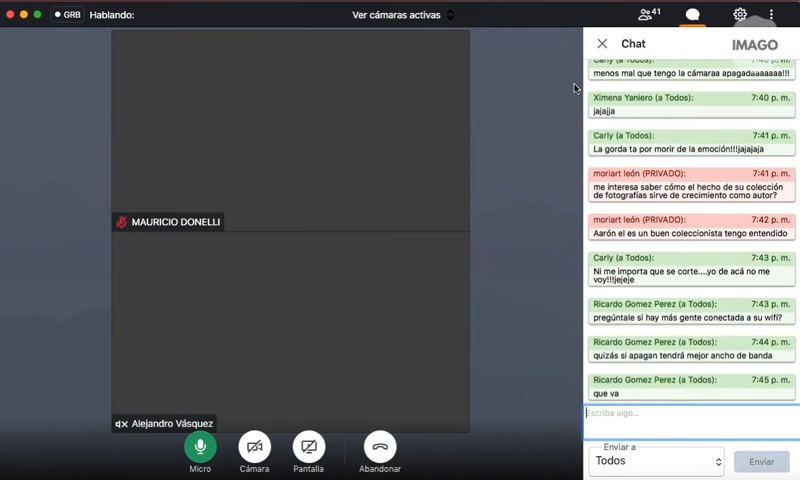 GRB
Hablando:
Ver cámaras activas
41
Chat
IMAGO
Carly (a Todos): 7:40 p. m.
menos mal que tengo la cámaraa apagadaaaaaaa!!!
Ximena Yaniero (a Todos): 7:40 p. m.
jajajja
Carly (a Todos): 7:41 p. m.
La gorda ta por morir de la emoción!!!jajajaja
moriart león (PRIVADO): 7:41 p. m.
me interesa saber cómo el hecho de su colección
de fotografías sirve de crecimiento como autor?
moriart león (PRIVADO): 7:42 p. m.
Aarón el es un buen coleccionista tengo entendido
Carly (a Todos): 7:43 p. m.
Ni me importa que se corte....yo de acá no me
voy!!!jejeje
Ricardo Gomez Perez (a Todos): 7:43 p. m.
pregúntale si hay más gente conectada a su wifi?
Ricardo Gomez Perez (a Todos): 7:44 p. m.
quizás si apagan tendrá mejor ancho de banda
Ricardo Gomez Perez (a Todos): 7:45 p. m.
que va
Escriba algo...
Enviar a
Todos
Enviar
MAURICIO DONELLI
Alejandro Vásquez
Micro
Cámara
Pantalla
Abandonar